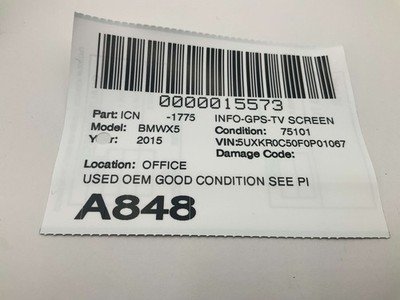 0000015573
Part: ICN -1775 INFO-GPS-TV SCREEN
Model: BMWX5 Condition: 75101
Year: 2015 VIN:5UXKR0C50F0P01067
Damage Code:
Location: OFFICE
USED OEM GOOD CONDITION SEE PI
A848